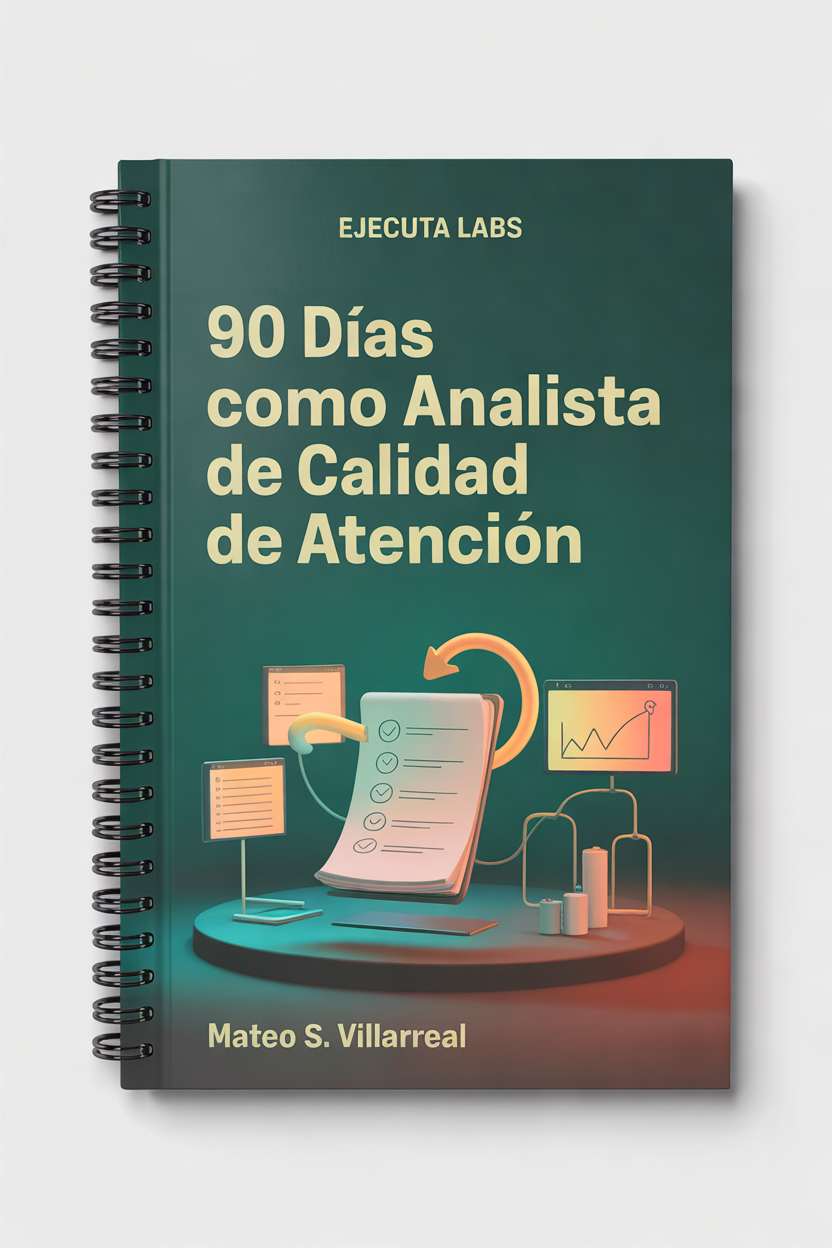 EJECUTA LABS
90 Días
como Analista
de Calidad
de Atención
Mateo S. Villarreal